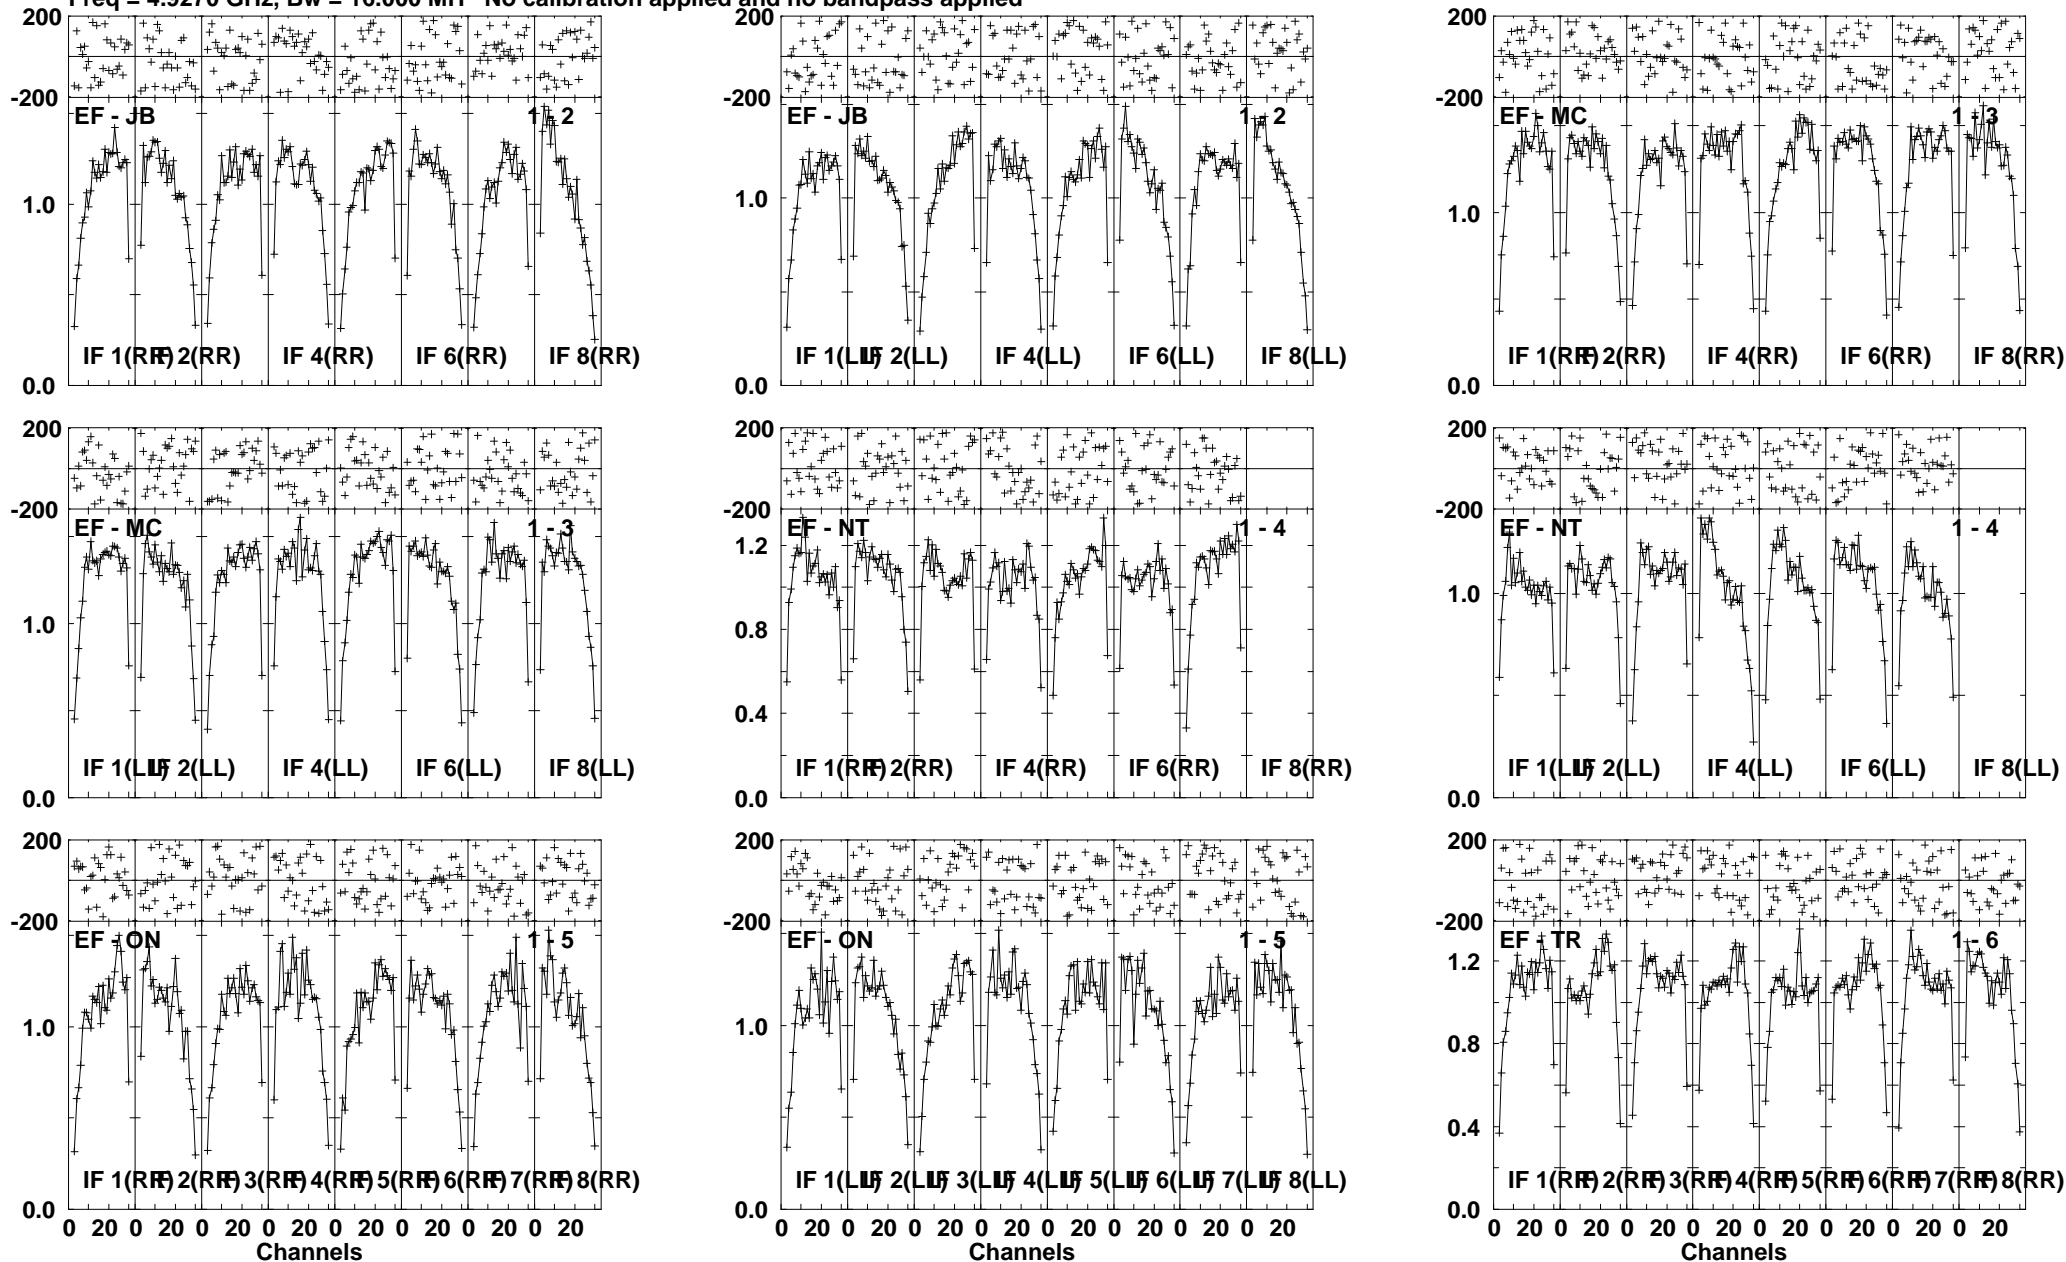 Freq = 4.9270 GHz, Bw = 16.000 MH No calibration applied and no bandpass applied
200 200 200
-200 -200 -200
EF - JB 1 - 2 EF - JB 1 - 2 EF - MC 1 - 3
1.0 1.0 1.0
IF 1(RR) IF 2(RR) IF 4(RR) IF 6(RR) IF 8(RR) IF 1(LL) IF 2(LL) IF 4(LL) IF 6(LL) IF 8(LL) IF 1(RR) IF 2(RR) IF 4(RR) IF 6(RR) IF 8(RR)
0.0 0.0 0.0
200 200 200
-200 -200 -200
EF - MC 1 - 3 EF - NT 1 - 4 EF - NT 1 - 4
1.2
1.0 1.0
0.8
0.4
IF 1(LL) IF 2(LL) IF 4(LL) IF 6(LL) IF 8(LL) IF 1(RR) IF 2(RR) IF 4(RR) IF 6(RR) IF 8(RR) IF 1(LL) IF 2(LL) IF 4(LL) IF 6(LL) IF 8(LL)
0.0 0.0 0.0
200 200 200
-200 -200 -200
EF - ON 1 - 5 EF - ON 1 - 5 EF - TR 1 - 6
1.2
1.0 1.0
0.8
0.4
IF 1(RR) IF 2(RR) IF 3(RR) IF 4(RR) IF 5(RR) IF 6(RR) IF 7(RR) IF 8(RR) IF 1(LL) IF 2(LL) IF 3(LL) IF 4(LL) IF 5(LL) IF 6(LL) IF 7(LL) IF 8(LL) IF 1(RR) IF 2(RR) IF 3(RR) IF 4(RR) IF 5(RR) IF 6(RR) IF 7(RR) IF 8(RR)
0.0 0.0 0.0
0 20 0 20 0 20 0 20 0 20 0 20 0 20 0 20 0 20 0 20 0 20 0 20 0 20 0 20 0 20 0 20 0 20 0 20 0 20 0 20 0 20 0 20 0 20 0 20
Channels Channels Channels